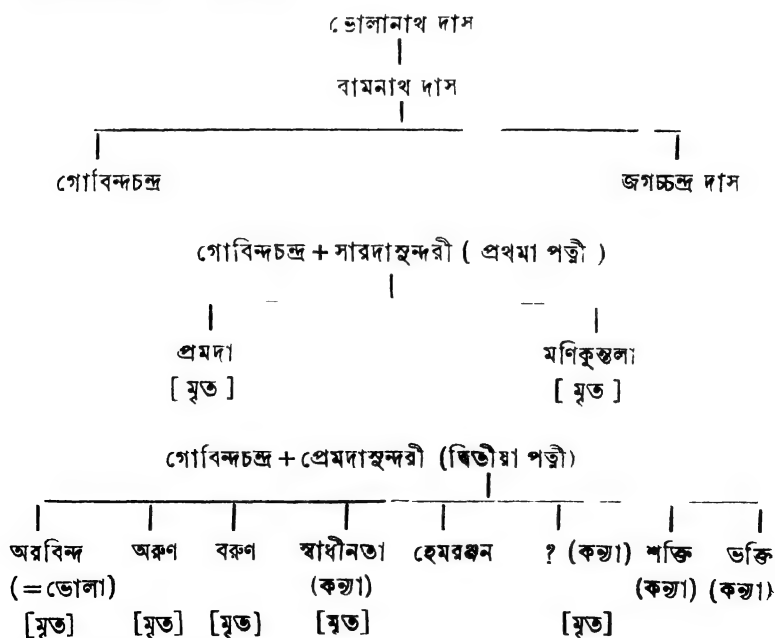 ভোলানাথ দাস
রামনাথ দাস
গোবিন্দচন্দ্র জগচ্চন্দ্র দাস
গোবিন্দচন্দ্র + সারদাসুন্দরী ( প্রথমা পত্নী )
প্রমদা মণিকুন্তলা
[ মৃত ] [ মৃত ]
গোবিন্দচন্দ্র + প্রেমদাসুন্দরী (দ্বিতীয়া পত্নী)
অরবিন্দ অরুণ বরুণ স্বাধীনতা হেমরঞ্জন ? (কন্যা) শক্তি ভক্তি
(=ভোলা) (কন্যা) (কন্যা) (কন্যা)
[মৃত] [মৃত] [মৃত] [মৃত] [মৃত]